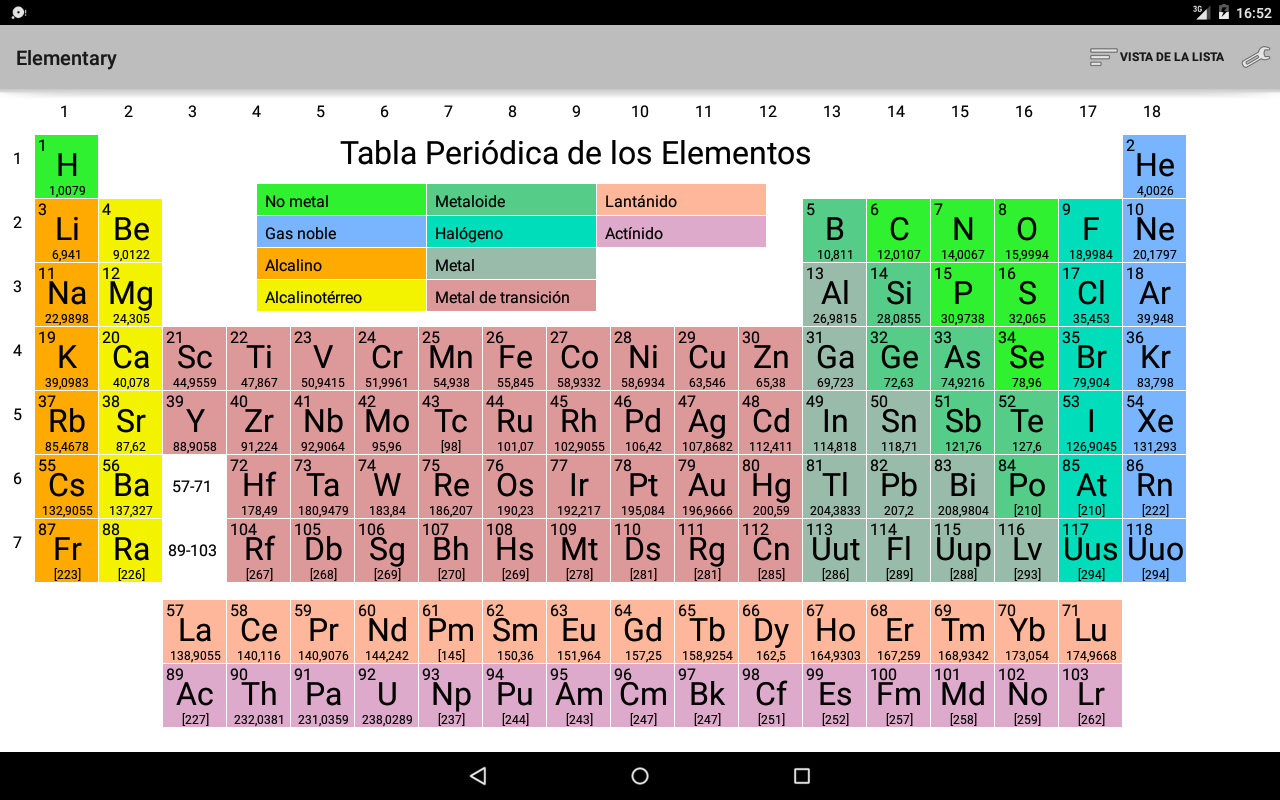 3G 16:52
Elementary VISTA DE LA LISTA
1 2 3 4 5 6 7 8 9 10 11 12 13 14 15 16 17 18
Tabla Periódica de los Elementos
No metal Metaloide Lantánido
Gas noble Halógeno Actínido
Alcalino Metal
Alcalinotérreo Metal de transición
1 2
1 H He
1,0079 4,0026
3 4 5 6 7 8 9 10
2 Li Be B C N O F Ne
6,941 9,0122 10,811 12,0107 14,0067 15,9994 18,9984 20,1797
11 12 13 14 15 16 17 18
3 Na Mg Al Si P S Cl Ar
22,9898 24,305 26,9815 28,0855 30,9738 32,065 35,453 39,948
19 20 21 22 23 24 25 26 27 28 29 30 31 32 33 34 35 36
4 K Ca Sc Ti V Cr Mn Fe Co Ni Cu Zn Ga Ge As Se Br Kr
39,0983 40,078 44,9559 47,867 50,9415 51,9961 54,938 55,845 58,9332 58,6934 63,546 65,38 69,723 72,63 74,9216 78,96 79,904 83,798
37 38 39 40 41 42 43 44 45 46 47 48 49 50 51 52 53 54
5 Rb Sr Y Zr Nb Mo Tc Ru Rh Pd Ag Cd In Sn Sb Te I Xe
85,4678 87,62 88,9058 91,224 92,9064 95,96 [98] 101,07 102,9055 106,42 107,8682 112,411 114,818 118,71 121,76 127,6 126,9045 131,293
55 56 72 73 74 75 76 77 78 79 80 81 82 83 84 85 86
6 Cs Ba 57-71 Hf Ta W Re Os Ir Pt Au Hg Tl Pb Bi Po At Rn
132,9055 137,327 178,49 180,9479 183,84 186,207 190,23 192,217 195,084 196,9666 200,59 204,3833 207,2 208,9804 [210] [210] [222]
87 88 104 105 106 107 108 109 110 111 112 113 114 115 116 117 118
7 Fr Ra 89-103 Rf Db Sg Bh Hs Mt Ds Rg Cn Uut Fl Uup Lv Uus Uuo
[223] [226] [267] [268] [269] [270] [269] [278] [281] [281] [285] [286] [289] [288] [293] [294] [294]
57 58 59 60 61 62 63 64 65 66 67 68 69 70 71
La Ce Pr Nd Pm Sm Eu Gd Tb Dy Ho Er Tm Yb Lu
138,9055 140,116 140,9076 144,242 [145] 150,36 151,964 157,25 158,9254 162,5 164,9303 167,259 168,9342 173,054 174,9668
89 90 91 92 93 94 95 96 97 98 99 100 101 102 103
Ac Th Pa U Np Pu Am Cm Bk Cf Es Fm Md No Lr
[227] 232,0381 231,0359 238,0289 [237] [244] [243] [247] [247] [251] [252] [257] [258] [259] [262]